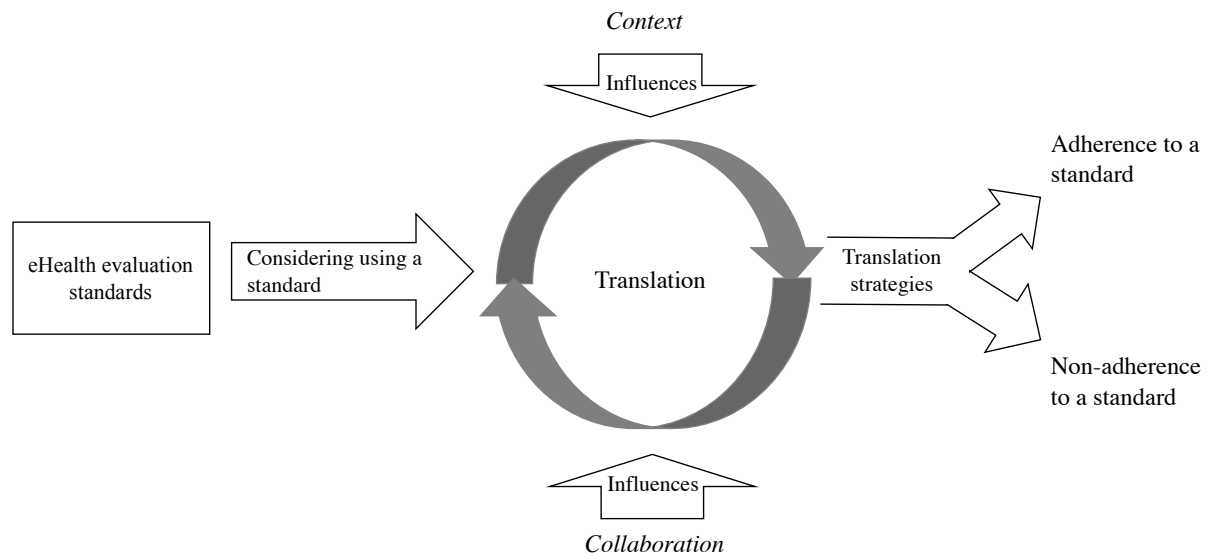 Context
Influences
eHealth evaluation
standards
Considering using a
standard
Translation
Translation
strategies
Adherence to a
standard
Non-adherence
to a standard
Influences
Collaboration